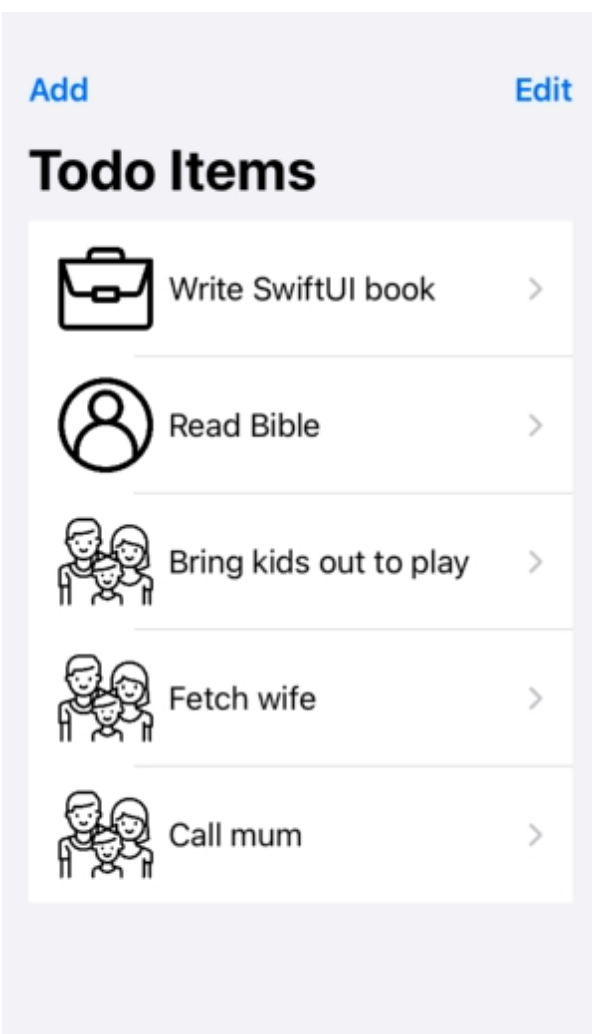 Add
Edit
Todo Items
Write SwiftUI book
Read Bible
Bring kids out to play
Fetch wife
Call mum